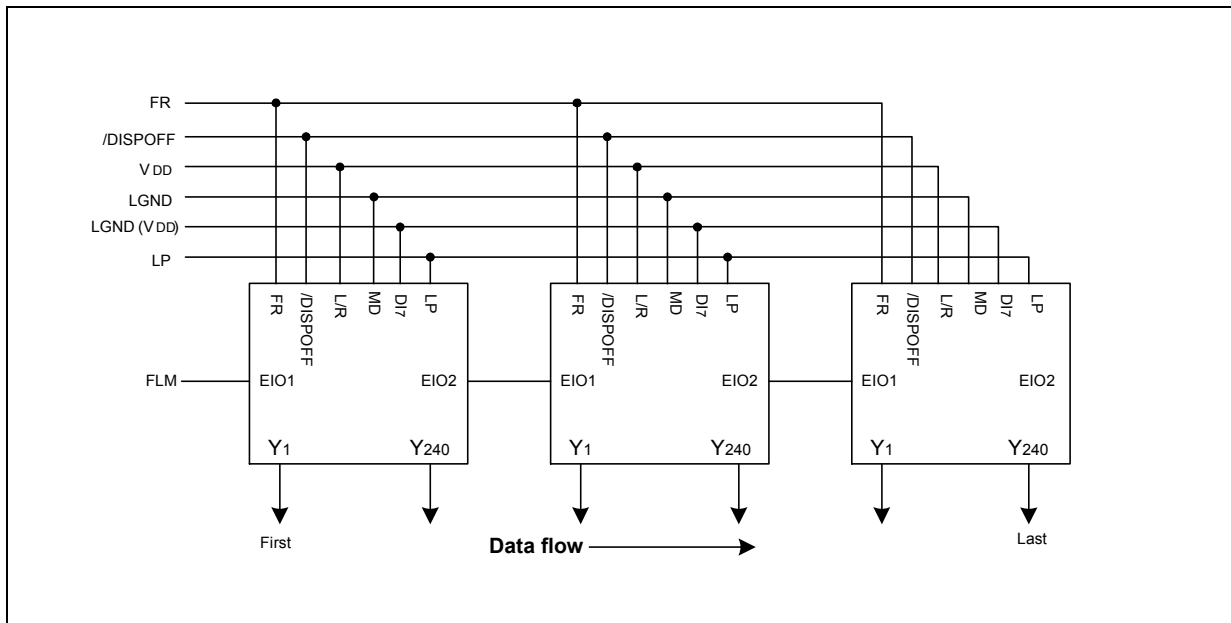 FR
/DISPOFF
VDD
LGND
LGND (VDD)
LP
FR
/DISPOFF
L/R
MD
DI7
LP
FR
/DISPOFF
L/R
MD
DI7
LP
FR
/DISPOFF
L/R
MD
DI7
LP
FLM
EIO1
EIO2
EIO1
EIO2
EIO1
EIO2
Y1
Y240
Y1
Y240
Y1
Y240
First
Data flow
Last